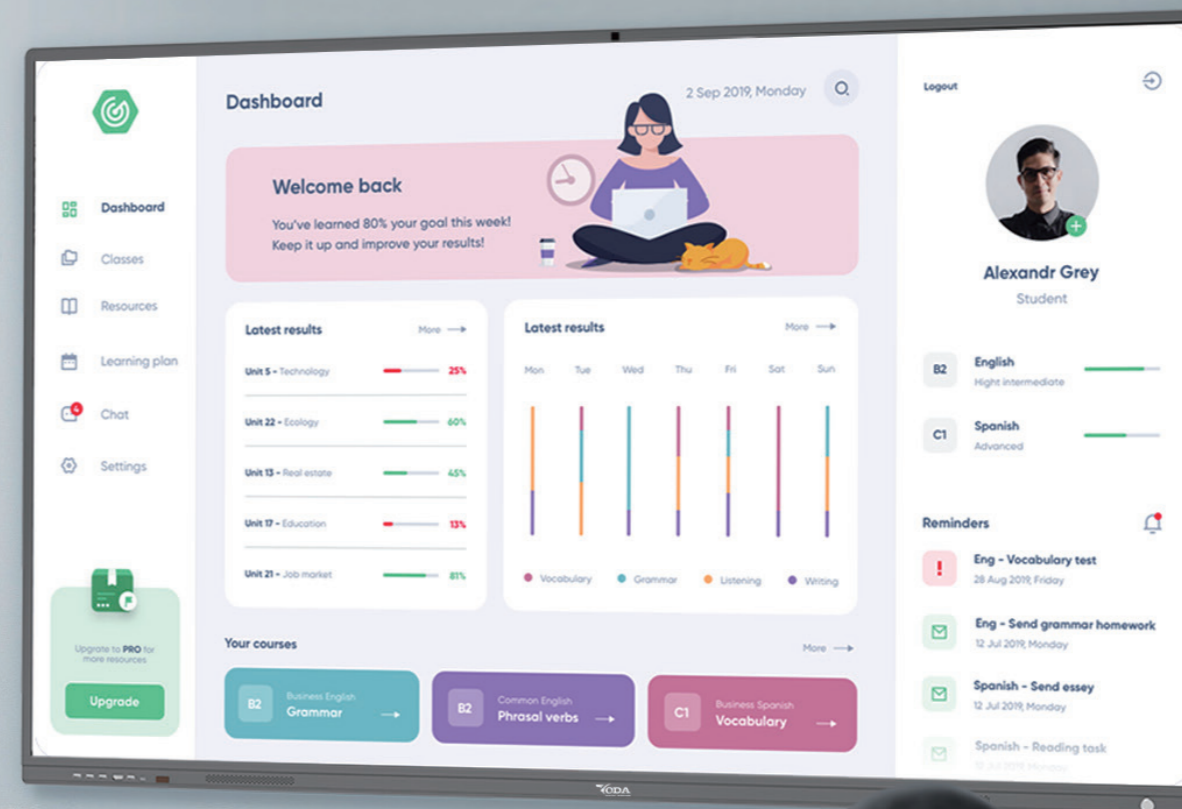 Dashboard
Classes
Resources
Learning plan
4
Chat
Settings
Upgrate to PRO for
more resources
Upgrade
Dashboard
2 Sep 2019, Monday
Welcome back
You've learned 80% your goal this week!
Keep it up and improve your results!
Latest results
More
Unit 5 - Technology 25%
Unit 22 - Ecology 60%
Unit 13 - Real estate 45%
Unit 17 - Education 13%
Unit 21 - Job market 81%
Latest results
More
Mon Tue Wed Thu Fri Sat Sun
Vocabulary Grammar Listening Writing
Your courses
More
B2
Business English
Grammar
B2
Common English
Phrasal verbs
C1
Business Spanish
Vocabulary
Logout
Alexandr Grey
Student
B2
English
Hight intermediate
C1
Spanish
Advanced
Reminders
!
Eng - Vocabulary test
28 Aug 2019, Friday
Eng - Send grammar homework
12 Jul 2019, Monday
Spanish - Send essey
12 Jul 2019, Monday
Spanish - Reading task